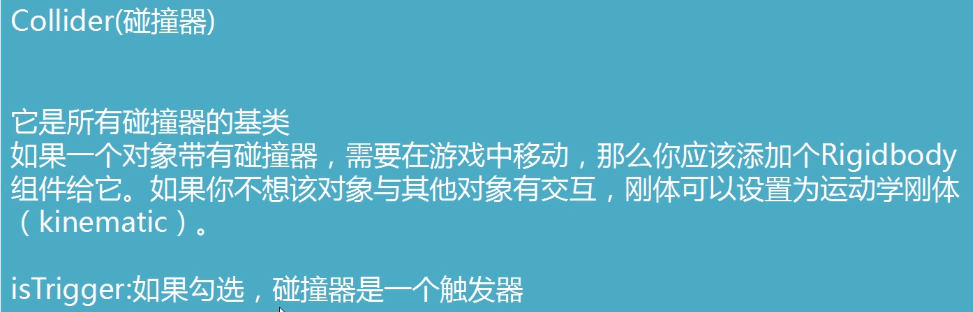 Collider(碰撞器)
它是所有碰撞器的基类
如果一个对象带有碰撞器，需要在游戏中移动，那么你应该添加个Rigidbody
组件给它。如果你不想该对象与其他对象有交互，刚体可以设置为运动学刚体
（kinematic）。
isTrigger:如果勾选，碰撞器是一个触发器